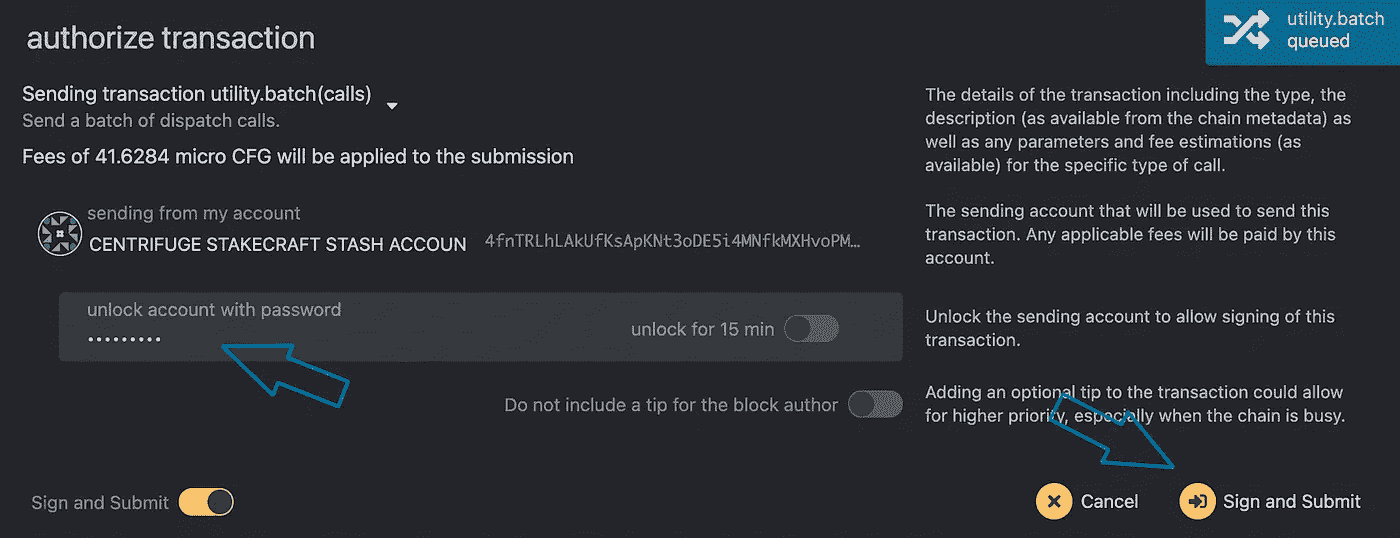 authorize transaction
utility.batch
queued
Sending transaction utility.batch(calls)
Send a batch of dispatch calls.
Fees of 41.6284 micro CFG will be applied to the submission
The details of the transaction including the type, the
description (as available from the chain metadata) as
well as any parameters and fee estimations (as
available) for the specific type of call.
sending from my account
CENTRIFUGE STAKECRAFT STASH ACCOUN
4fnTRLhLAkUfKsApKNt3oDE5i4MNfkMXHvoPM…
The sending account that will be used to send this
transaction. Any applicable fees will be paid by this
account.
unlock account with password
•••••••••
unlock for 15 min
Unlock the sending account to allow signing of this
transaction.
Do not include a tip for the block author
Adding an optional tip to the transaction could allow
for higher priority, especially when the chain is busy.
Sign and Submit
Cancel
Sign and Submit